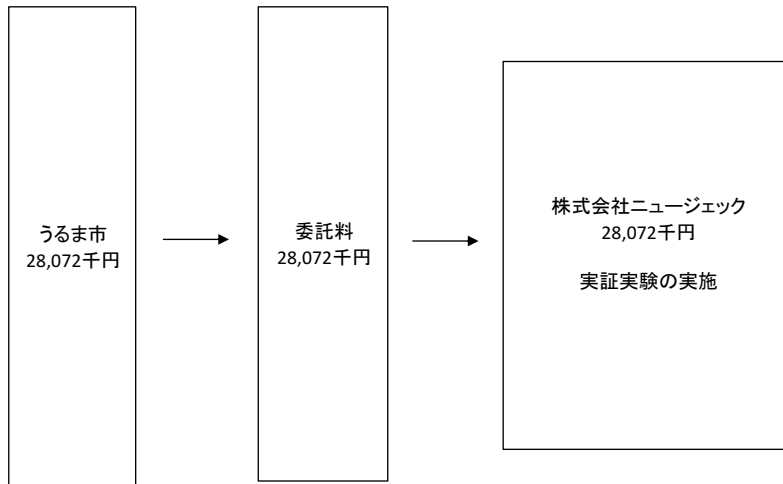 うるま市
28,072千円
委託料
28,072千円
株式会社ニュージェック
28,072千円
実証実験の実施